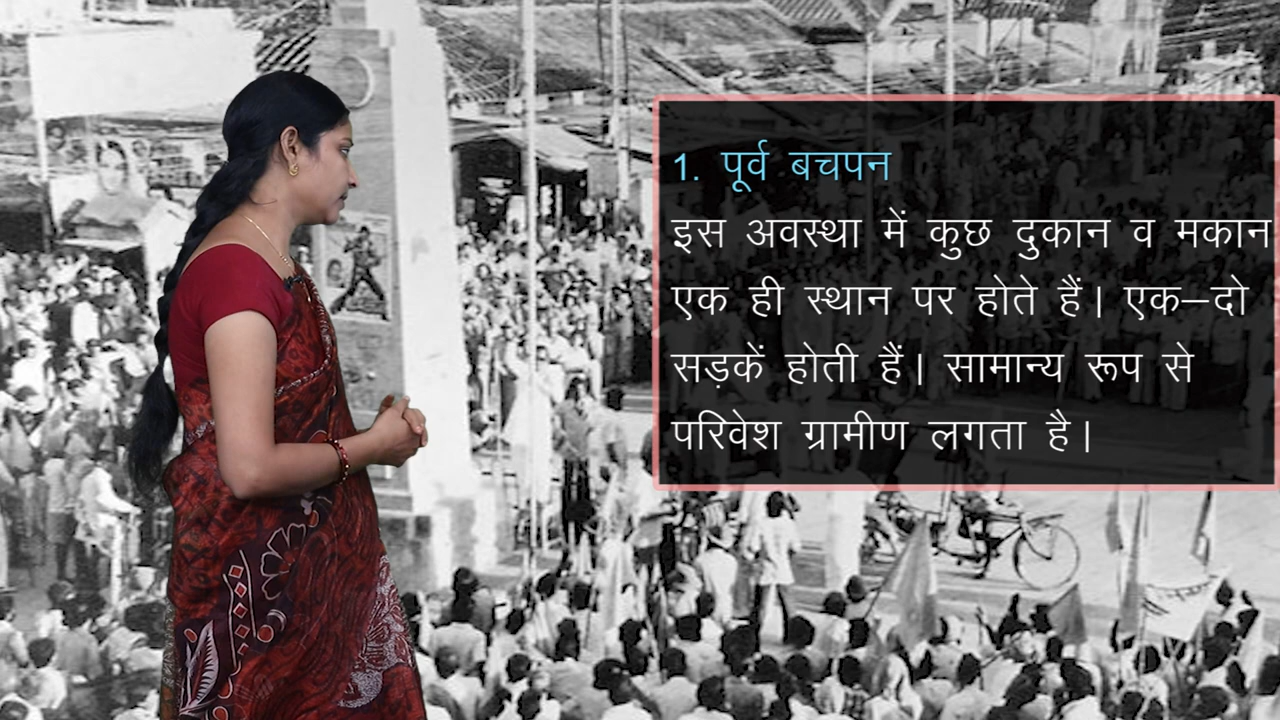 1. पूर्व बचपन
इस अवस्था में कुछ दुकान व मकान
एक ही स्थान पर होते हैं। एक–दो
सड़कें होती हैं। सामान्य रूप से
परिवेश ग्रामीण लगता है।